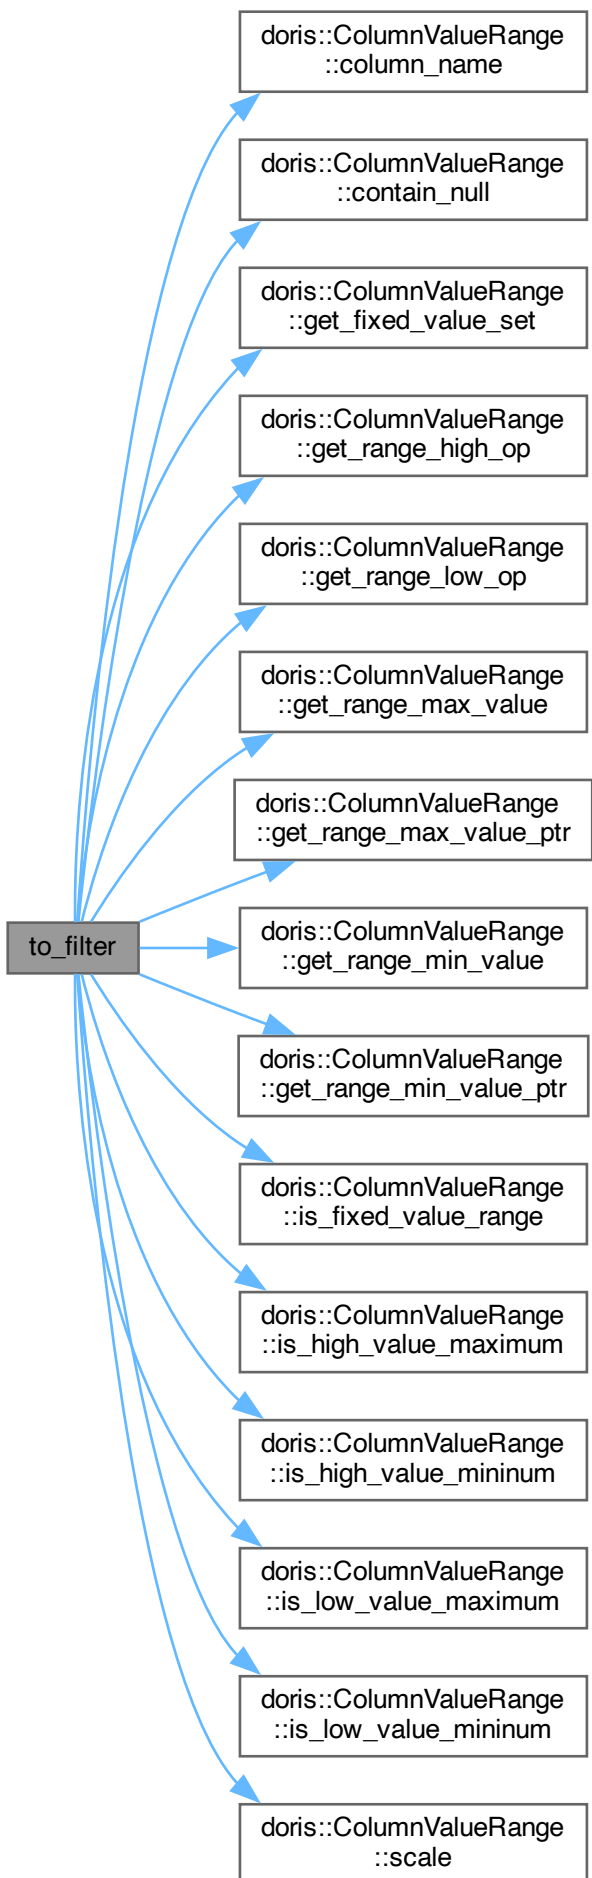 doris::ColumnValueRange
::column_name
doris::ColumnValueRange
::contain_null
doris::ColumnValueRange
::get_fixed_value_set
doris::ColumnValueRange
::get_range_high_op
doris::ColumnValueRange
::get_range_low_op
doris::ColumnValueRange
::get_range_max_value
doris::ColumnValueRange
::get_range_max_value_ptr
to_filter
doris::ColumnValueRange
::get_range_min_value
doris::ColumnValueRange
::get_range_min_value_ptr
doris::ColumnValueRange
::is_fixed_value_range
doris::ColumnValueRange
::is_high_value_maximum
doris::ColumnValueRange
::is_high_value_mininum
doris::ColumnValueRange
::is_low_value_maximum
doris::ColumnValueRange
::is_low_value_mininum
doris::ColumnValueRange
::scale